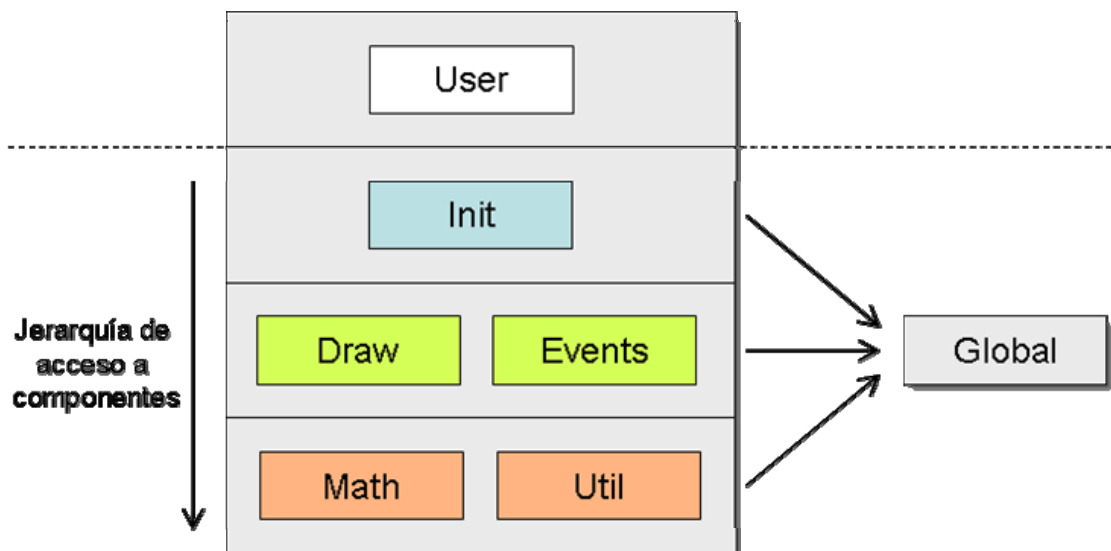 User
Init
Jerarquía de
acceso a
componentes
Draw
Events
Global
Math
Util